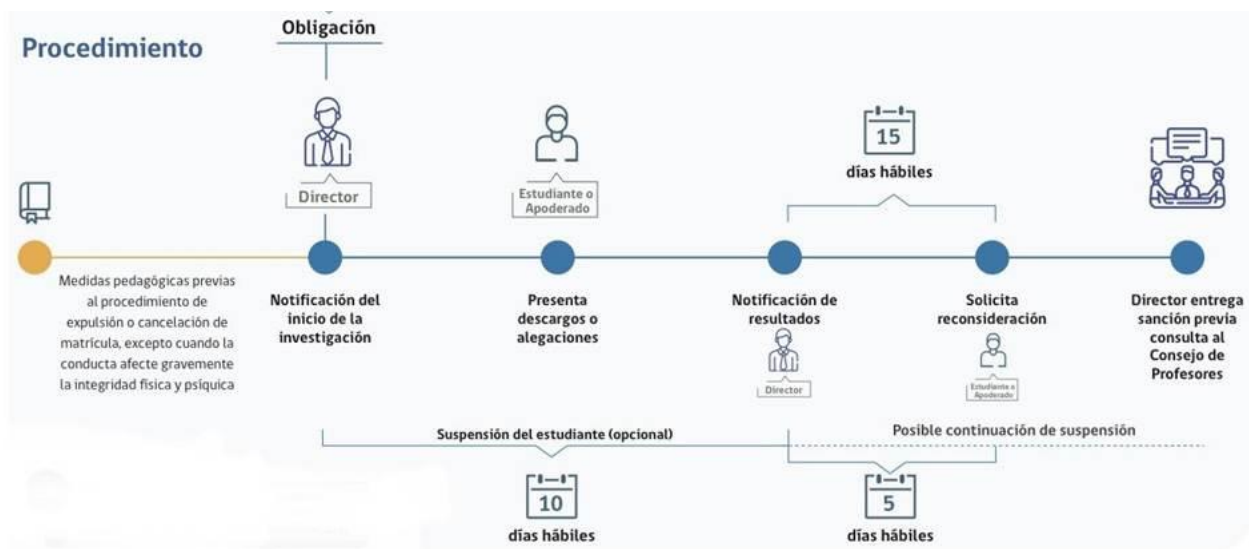 Obligación
Procedimiento
Director
Estudiante o
Apoderado
15
días hábiles
Medidas pedagógicas previas
al procedimiento de
expulsión o cancelación de
matrícula, excepto cuando la
conducta afecte gravemente
la integridad física y psíquica
Notificación del
inicio de la
investigación
Presenta
descargos o
alegaciones
Notificación de
resultados
Director
Solicita
reconsideración
Estudiante o
Apoderado
Director entrega
sanción previa
consulta al
Consejo de
Profesores
Suspensión del estudiante (opcional)
Posible continuación de suspensión
10
días hábiles
5
días hábiles